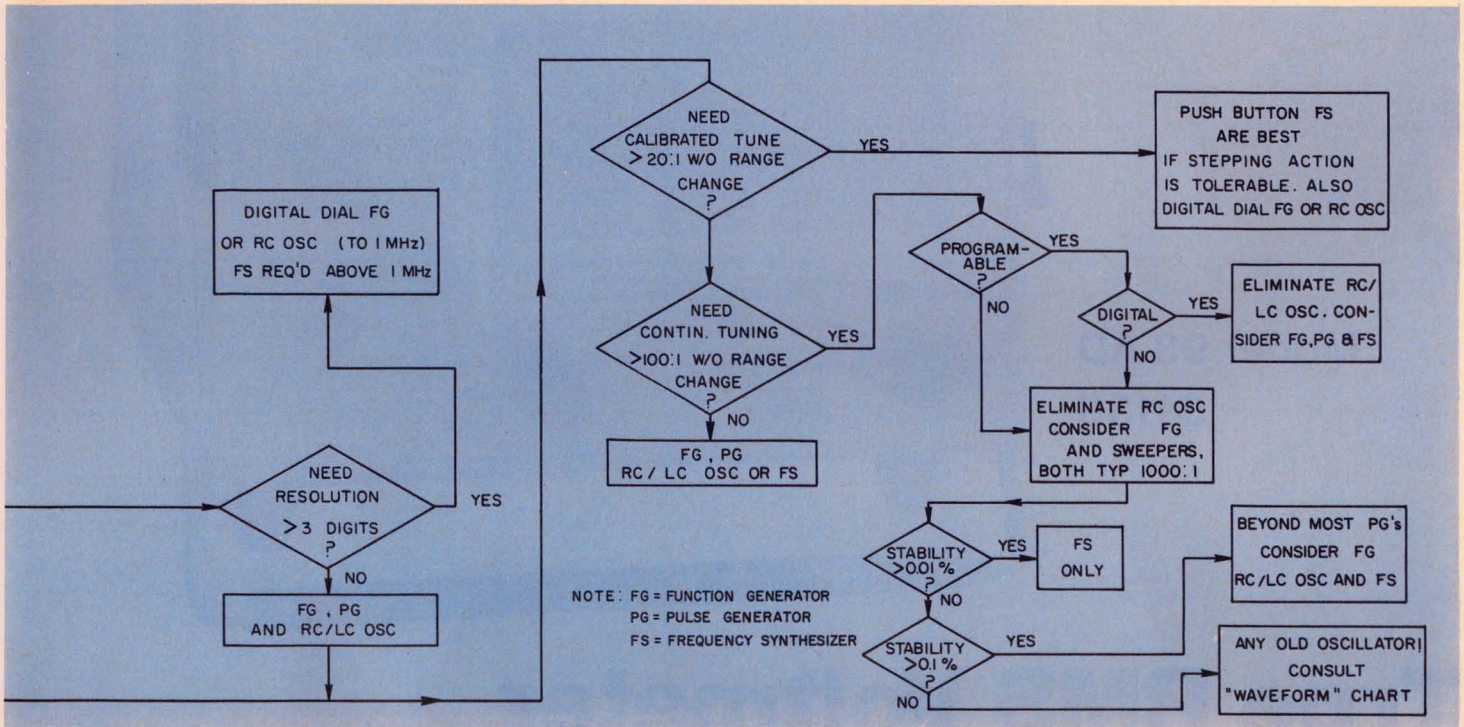 DIGITAL DIAL FG
OR RC OSC (TO 1 MHz)
FS REQ'D ABOVE 1 MHz
NEED
RESOLUTION
>3 DIGITS
?
YES
NO
FG, PG
AND RC/LC OSC
NEED
CALIBRATED TUNE
>20:1 W/O RANGE
CHANGE
?
YES
PUSH BUTTON FS
ARE BEST
IF STEPPING ACTION
IS TOLERABLE. ALSO
DIGITAL DIAL FG OR RC OSC
NEED
CONTIN. TUNING
>100:1 W/O RANGE
CHANGE
?
YES
NO
FG, PG
RC/LC OSC OR FS
PROGRAM-
ABLE
?
YES
NO
DIGITAL
?
YES
NO
ELIMINATE RC/
LC OSC. CON-
SIDER FG, PG & FS
ELIMINATE RC OSC
CONSIDER FG
AND SWEEPERS,
BOTH TYP 1000:1
STABILITY
>0.01%
?
YES
NO
FS
ONLY
STABILITY
>0.1%
?
YES
NO
BEYOND MOST PG's
CONSIDER FG
RC/LC OSC AND FS
ANY OLD OSCILLATOR!
CONSULT
"WAVEFORM" CHART
NOTE: FG = FUNCTION GENERATOR
PG = PULSE GENERATOR
FS = FREQUENCY SYNTHESIZER